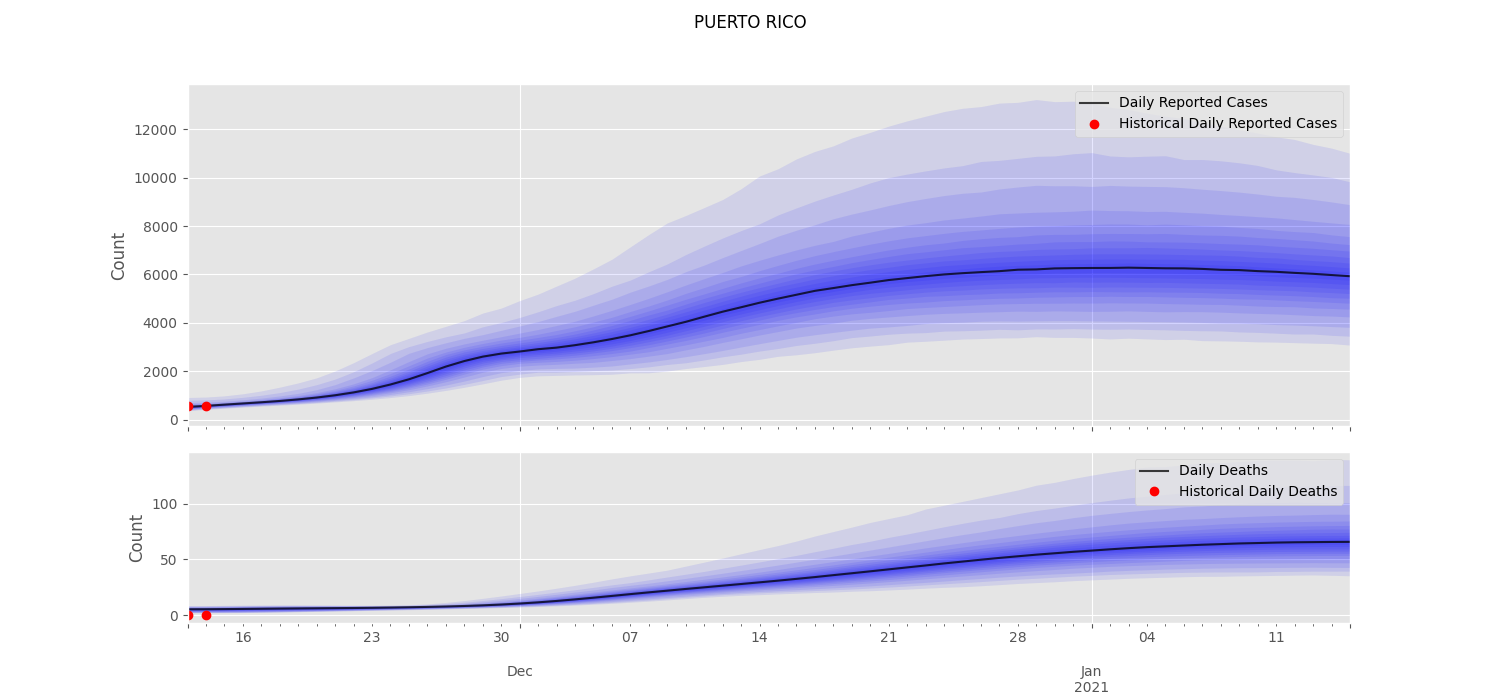 PUERTO RICO
Daily Reported Cases
Historical Daily Reported Cases
12000
10000
8000
6000
4000
2000
0
Count
Daily Deaths
Historical Daily Deaths
100
50
0
Count
16 23 30 07 14 21 28 04 11
Dec Jan
2021